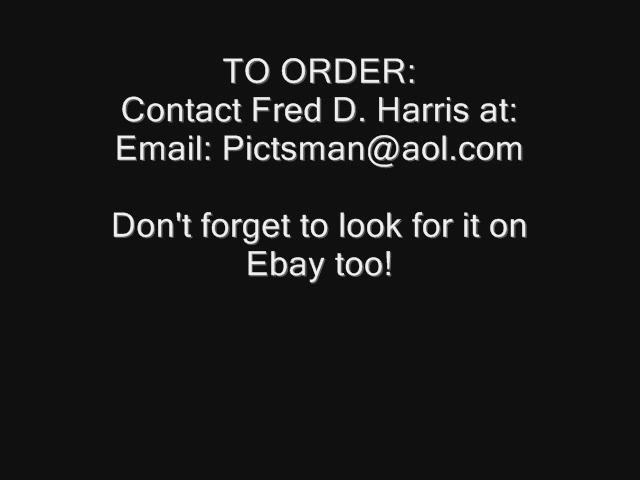 TO ORDER:
Contact Fred D. Harris at:
Email: Pictsman@aol.com
Don't forget to look for it on
Ebay too!